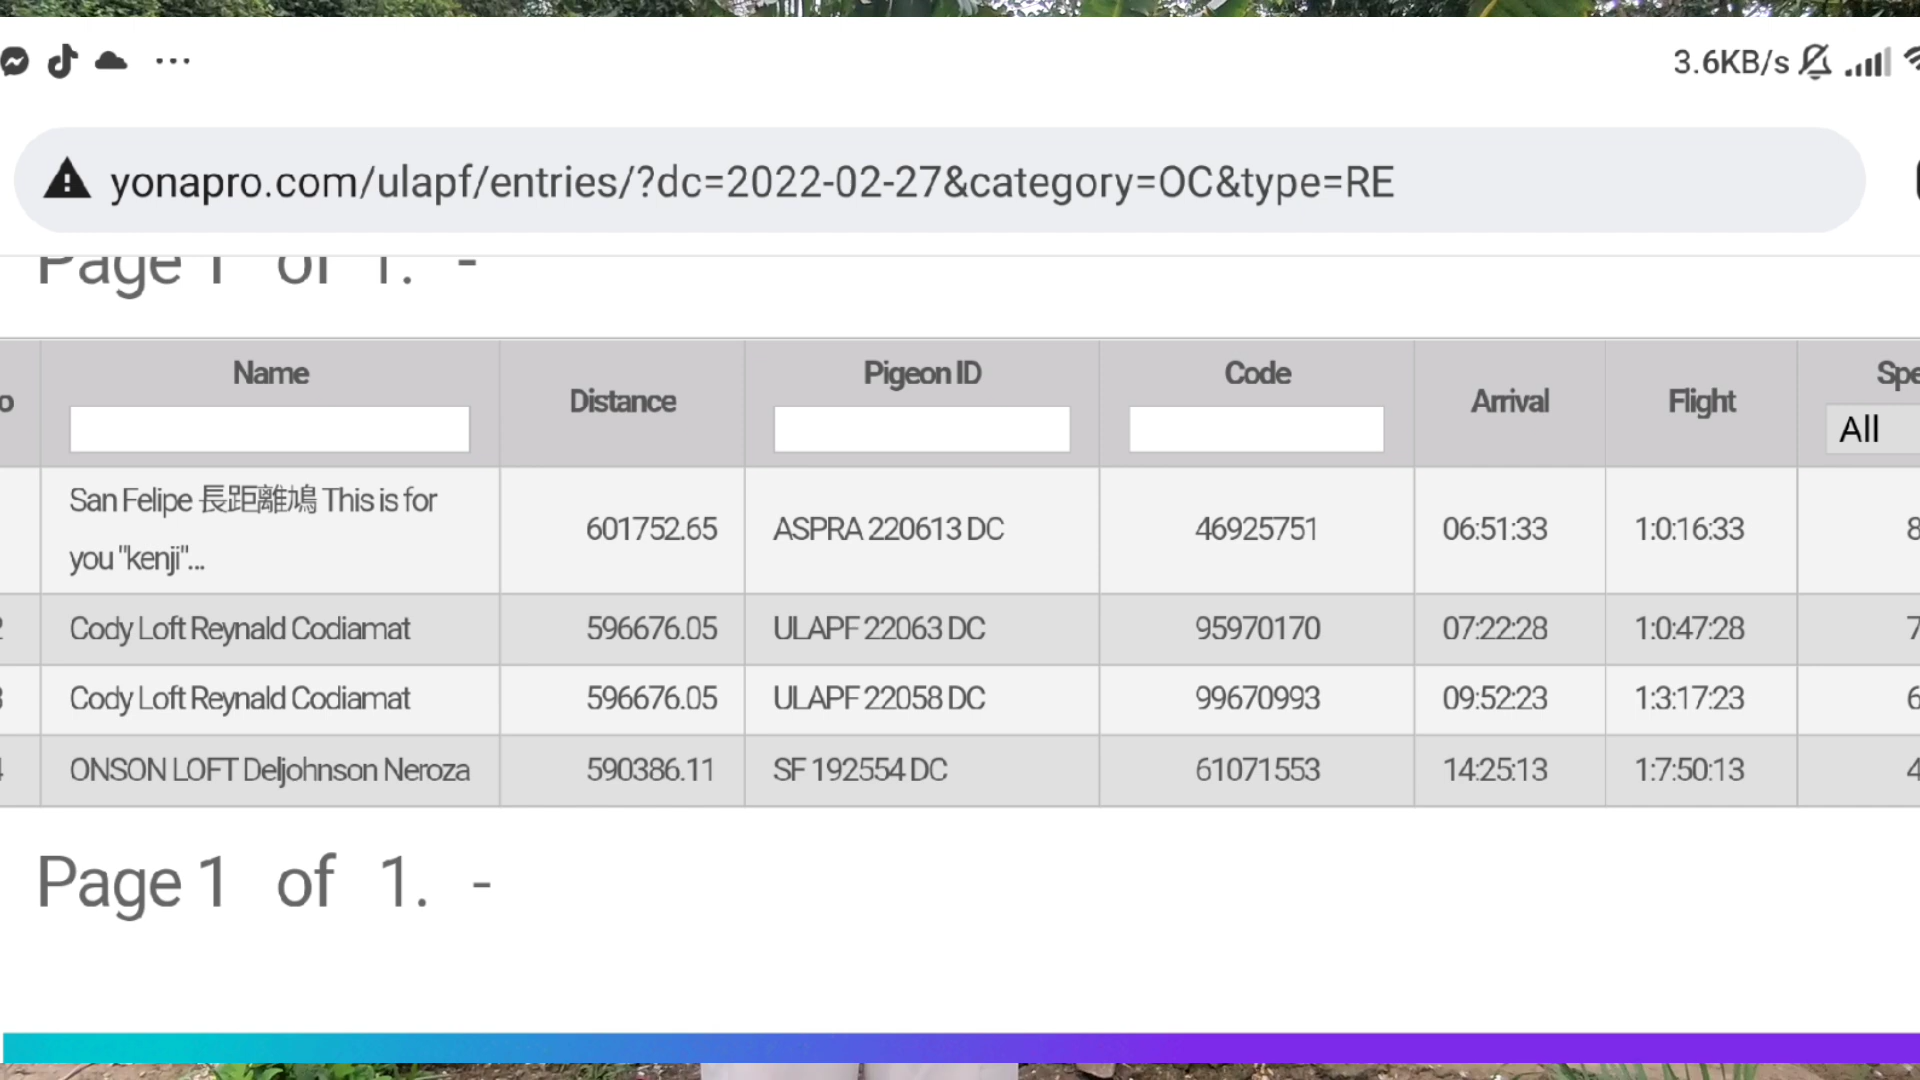 3.6KB/s
yonapro.com/ulapf/entries/?dc=2022-02-27&category=OC&type=RE
Page 1 of 1. -
Name Distance Pigeon ID Code Arrival Flight
All
San Felipe 長距離鳩 This is for
you "kenji"... 601752.65 ASPRA 220613 DC 46925751 06:51:33 1:0:16:33
Cody Loft Reynald Codiamat 596676.05 ULAPF 22063 DC 95970170 07:22:28 1:0:47:28
Cody Loft Reynald Codiamat 596676.05 ULAPF 22058 DC 99670993 09:52:23 1:3:17:23
ONSON LOFT Deljohnson Neroza 590386.11 SF 192554 DC 61071553 14:25:13 1:7:50:13
Page 1 of 1. -